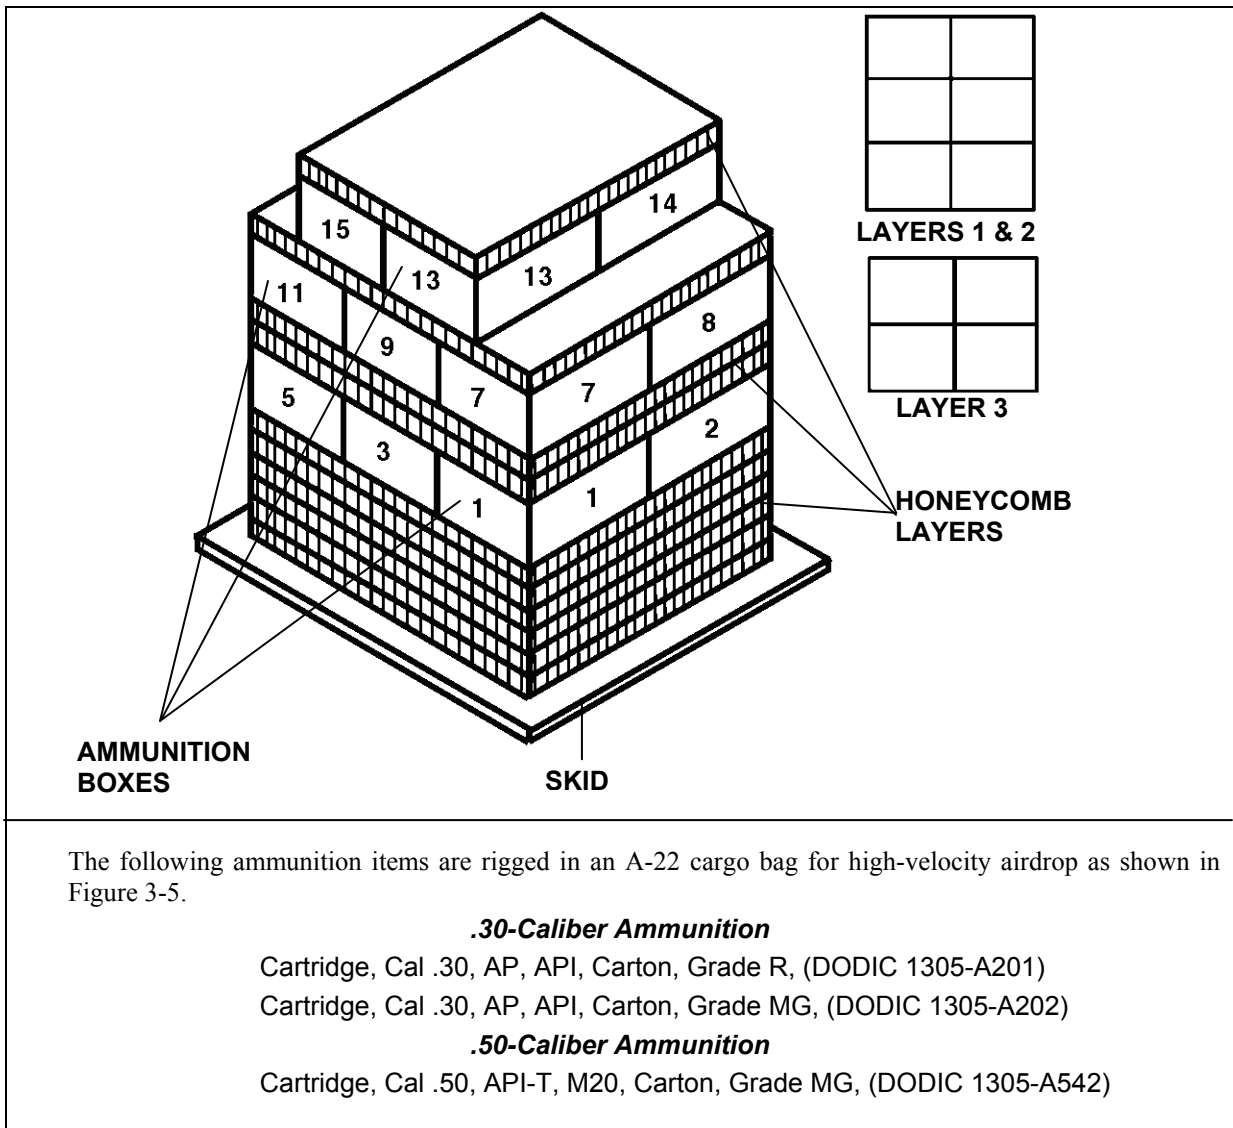 15
13
13
14
11
9
7
7
8
5
3
1
1
2
LAYERS 1 & 2
LAYER 3
HONEYCOMB
LAYERS
AMMUNITION
BOXES
SKID
The following ammunition items are rigged in an A-22 cargo bag for high-velocity airdrop as shown in
Figure 3-5.
.30-Caliber Ammunition
Cartridge, Cal .30, AP, API, Carton, Grade R, (DODIC 1305-A201)
Cartridge, Cal .30, AP, API, Carton, Grade MG, (DODIC 1305-A202)
.50-Caliber Ammunition
Cartridge, Cal .50, API-T, M20, Carton, Grade MG, (DODIC 1305-A542)